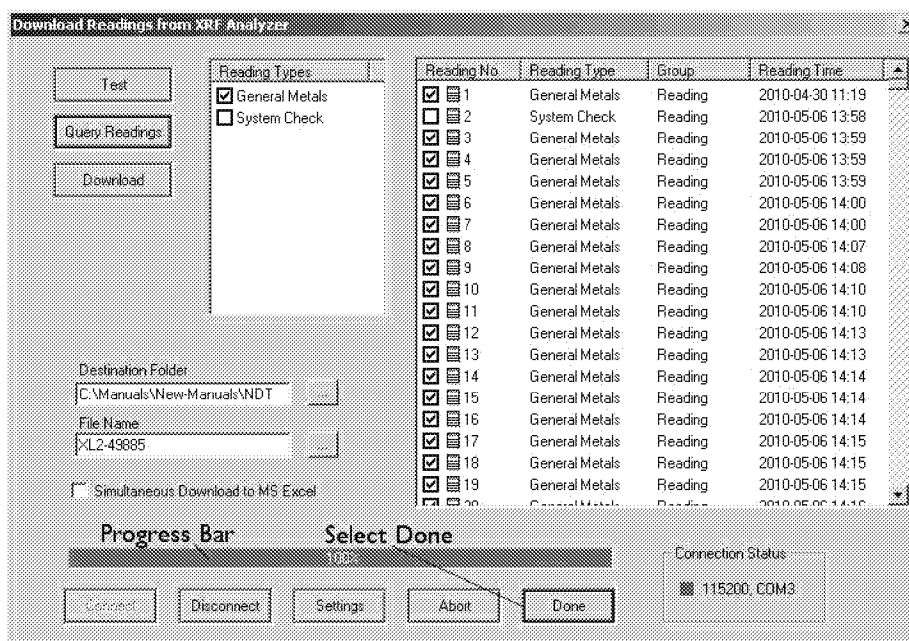 Download Readings from XRF Analyzer
Test
Query Readings
Download
Reading Types
General Metals
System Check
Reading No Reading Type Group Reading Time
1 General Metals Reading 2010-04-30 11:19
2 System Check Reading 2010-05-06 13:58
3 General Metals Reading 2010-05-06 13:59
4 General Metals Reading 2010-05-06 13:59
5 General Metals Reading 2010-05-06 13:59
6 General Metals Reading 2010-05-06 14:00
7 General Metals Reading 2010-05-06 14:00
8 General Metals Reading 2010-05-06 14:07
9 General Metals Reading 2010-05-06 14:08
10 General Metals Reading 2010-05-06 14:10
11 General Metals Reading 2010-05-06 14:10
12 General Metals Reading 2010-05-06 14:13
13 General Metals Reading 2010-05-06 14:13
14 General Metals Reading 2010-05-06 14:14
15 General Metals Reading 2010-05-06 14:14
16 General Metals Reading 2010-05-06 14:14
17 General Metals Reading 2010-05-06 14:15
18 General Metals Reading 2010-05-06 14:15
19 General Metals Reading 2010-05-06 14:15
Destination Folder
C:\Manuals\New-Manuals\NDT ...
File Name
XL2-49885 ...
Simultaneous Download to MS Excel
Progress Bar Select Done
100%
Connect Disconnect Settings Abort Done
Connection Status
115200, COM3